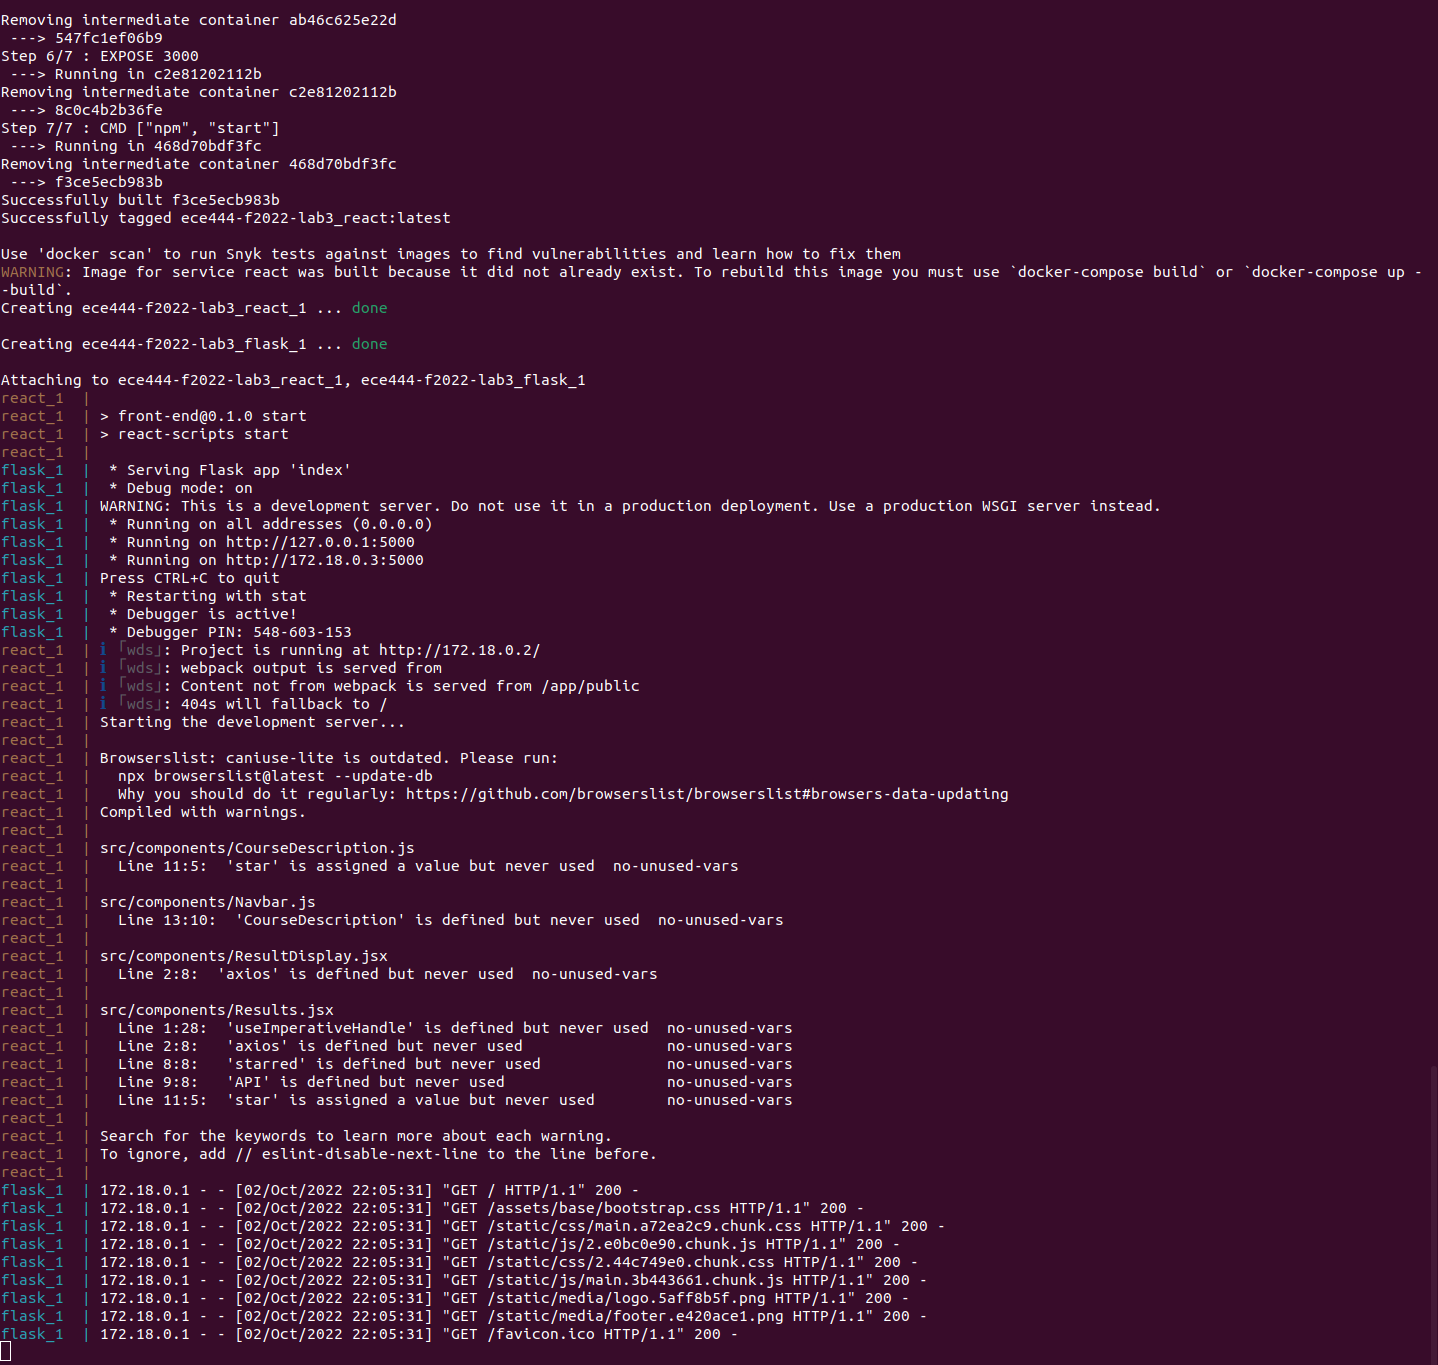 Removing intermediate container ab46c625e22d
 ---> 547fc1ef06b9
Step 6/7 : EXPOSE 3000
 ---> Running in c2e81202112b
Removing intermediate container c2e81202112b
 ---> 8c0c4b2b36fe
Step 7/7 : CMD ["npm", "start"]
 ---> Running in 468d70bdf3fc
Removing intermediate container 468d70bdf3fc
 ---> f3ce5ecb983b
Successfully built f3ce5ecb983b
Successfully tagged ece444-f2022-lab3_react:latest

Use 'docker scan' to run Snyk tests against images to find vulnerabilities and learn how to fix them
WARNING: Image for service react was built because it did not already exist. To rebuild this image you must use `docker-compose build` or `docker-compose up -
-build`.
Creating ece444-f2022-lab3_react_1 ... done

Creating ece444-f2022-lab3_flask_1 ... done

Attaching to ece444-f2022-lab3_react_1, ece444-f2022-lab3_flask_1
react_1  |
react_1  | > front-end@0.1.0 start
react_1  | > react-scripts start
react_1  |
flask_1  |  * Serving Flask app 'index'
flask_1  |  * Debug mode: on
flask_1  | WARNING: This is a development server. Do not use it in a production deployment. Use a production WSGI server instead.
flask_1  |  * Running on all addresses (0.0.0.0)
flask_1  |  * Running on http://127.0.0.1:5000
flask_1  |  * Running on http://172.18.0.3:5000
flask_1  | Press CTRL+C to quit
flask_1  |  * Restarting with stat
flask_1  |  * Debugger is active!
flask_1  |  * Debugger PIN: 548-603-153
react_1  | ℹ ｢wds｣: Project is running at http://172.18.0.2/
react_1  | ℹ ｢wds｣: webpack output is served from
react_1  | ℹ ｢wds｣: Content not from webpack is served from /app/public
react_1  | ℹ ｢wds｣: 404s will fallback to /
react_1  | Starting the development server...
react_1  |
react_1  | Browserslist: caniuse-lite is outdated. Please run:
react_1  |   npx browserslist@latest --update-db
react_1  |   Why you should do it regularly: https://github.com/browserslist/browserslist#browsers-data-updating
react_1  | Compiled with warnings.
react_1  |
react_1  | src/components/CourseDescription.js
react_1  |   Line 11:5:  'star' is assigned a value but never used  no-unused-vars
react_1  |
react_1  | src/components/Navbar.js
react_1  |   Line 13:10:  'CourseDescription' is defined but never used  no-unused-vars
react_1  |
react_1  | src/components/ResultDisplay.jsx
react_1  |   Line 2:8:  'axios' is defined but never used  no-unused-vars
react_1  |
react_1  | src/components/Results.jsx
react_1  |   Line 1:28:  'useImperativeHandle' is defined but never used  no-unused-vars
react_1  |   Line 2:8:   'axios' is defined but never used                no-unused-vars
react_1  |   Line 8:8:   'starred' is defined but never used              no-unused-vars
react_1  |   Line 9:8:   'API' is defined but never used                  no-unused-vars
react_1  |   Line 11:5:  'star' is assigned a value but never used        no-unused-vars
react_1  |
react_1  | Search for the keywords to learn more about each warning.
react_1  | To ignore, add // eslint-disable-next-line to the line before.
react_1  |
flask_1  | 172.18.0.1 - - [02/Oct/2022 22:05:31] "GET / HTTP/1.1" 200 -
flask_1  | 172.18.0.1 - - [02/Oct/2022 22:05:31] "GET /assets/base/bootstrap.css HTTP/1.1" 200 -
flask_1  | 172.18.0.1 - - [02/Oct/2022 22:05:31] "GET /static/css/main.a72ea2c9.chunk.css HTTP/1.1" 200 -
flask_1  | 172.18.0.1 - - [02/Oct/2022 22:05:31] "GET /static/js/2.e0bc0e90.chunk.js HTTP/1.1" 200 -
flask_1  | 172.18.0.1 - - [02/Oct/2022 22:05:31] "GET /static/css/2.44c749e0.chunk.css HTTP/1.1" 200 -
flask_1  | 172.18.0.1 - - [02/Oct/2022 22:05:31] "GET /static/js/main.3b443661.chunk.js HTTP/1.1" 200 -
flask_1  | 172.18.0.1 - - [02/Oct/2022 22:05:31] "GET /static/media/logo.5aff8b5f.png HTTP/1.1" 200 -
flask_1  | 172.18.0.1 - - [02/Oct/2022 22:05:31] "GET /static/media/footer.e420ace1.png HTTP/1.1" 200 -
flask_1  | 172.18.0.1 - - [02/Oct/2022 22:05:31] "GET /favicon.ico HTTP/1.1" 200 -